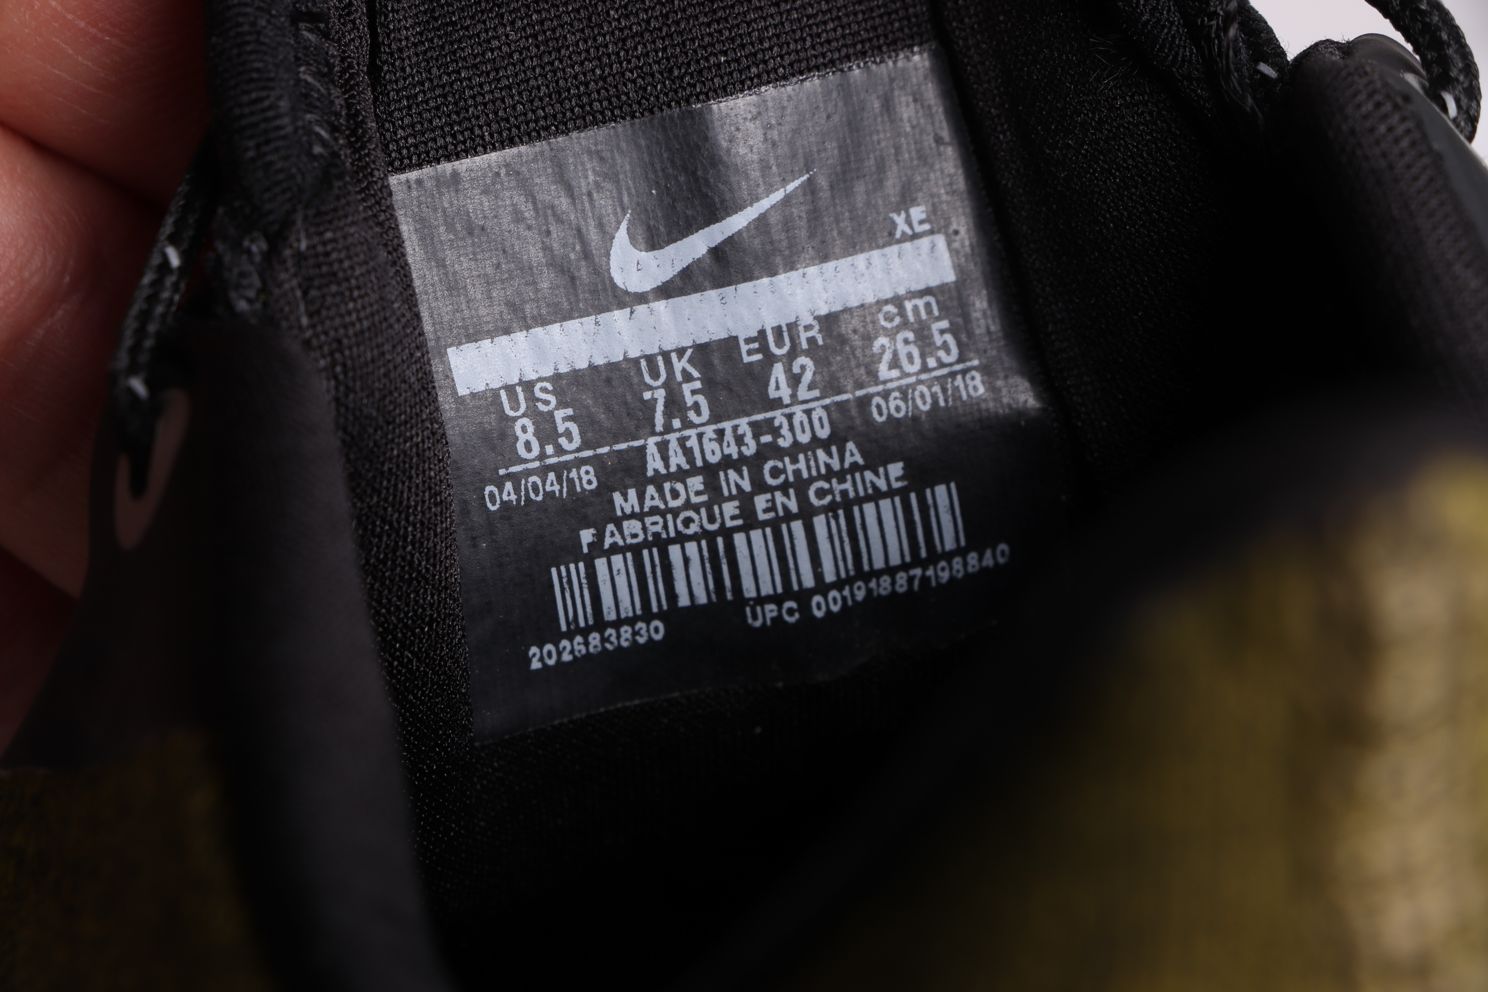 XE
US UK EUR cm
8.5 7.5 42 26.5
04/04/18 AA1643-300 06/01/18
MADE IN CHINA
FABRIQUE EN CHINE
202683830 UPC 00191887198840